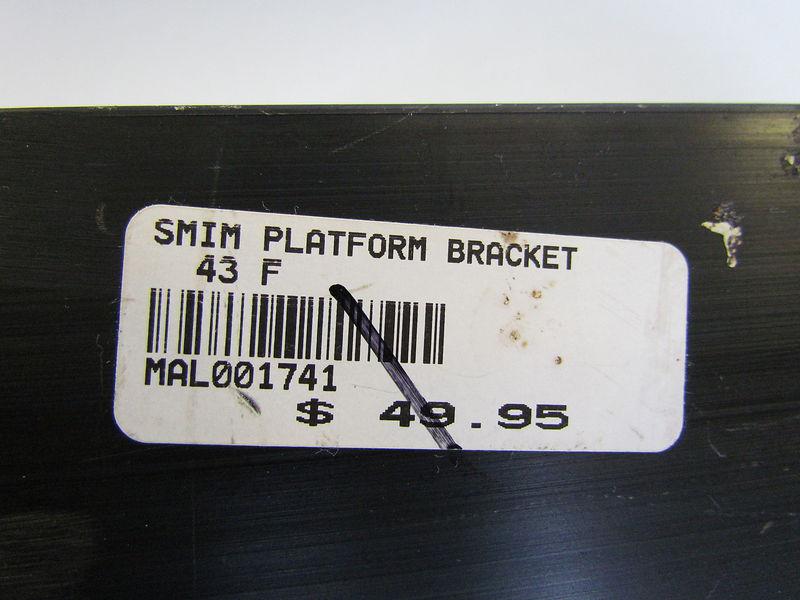 SMIM PLATFORM BRACKET
43 F
MAL001741
$ 49.95